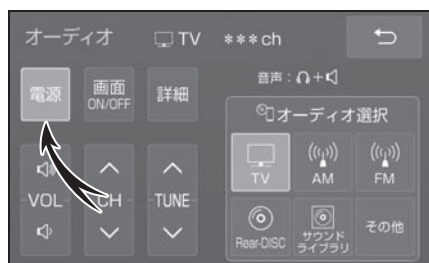 オーディオ TV ***ch
電源 画面 ON/OFF 詳細
音声: +
オーディオ選択
TV AM FM
VOL CH TUNE
Rear-DISC サウンドライブラリ その他